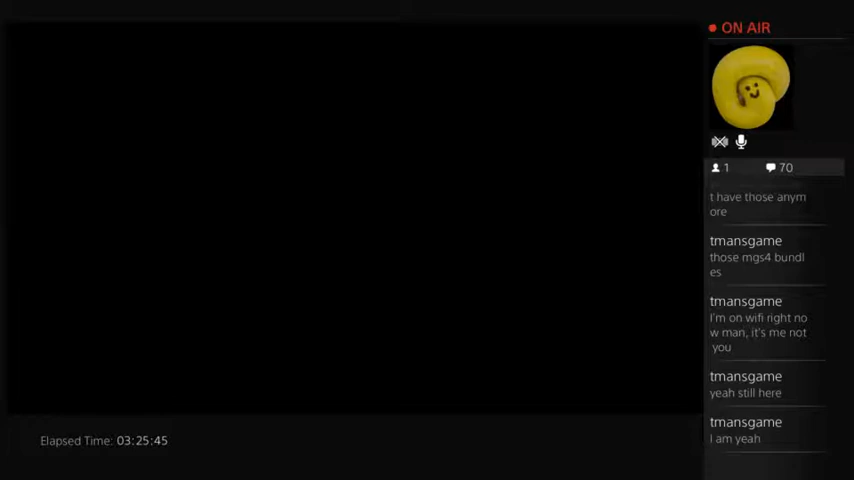 ON AIR
1 70
t have those anym
ore
tmansgame
those mgs4 bundl
es
tmansgame
I'm on wifi right no
w man, it's me not
you
tmansgame
yeah still here
tmansgame
I am yeah
Elapsed Time: 03:25:45